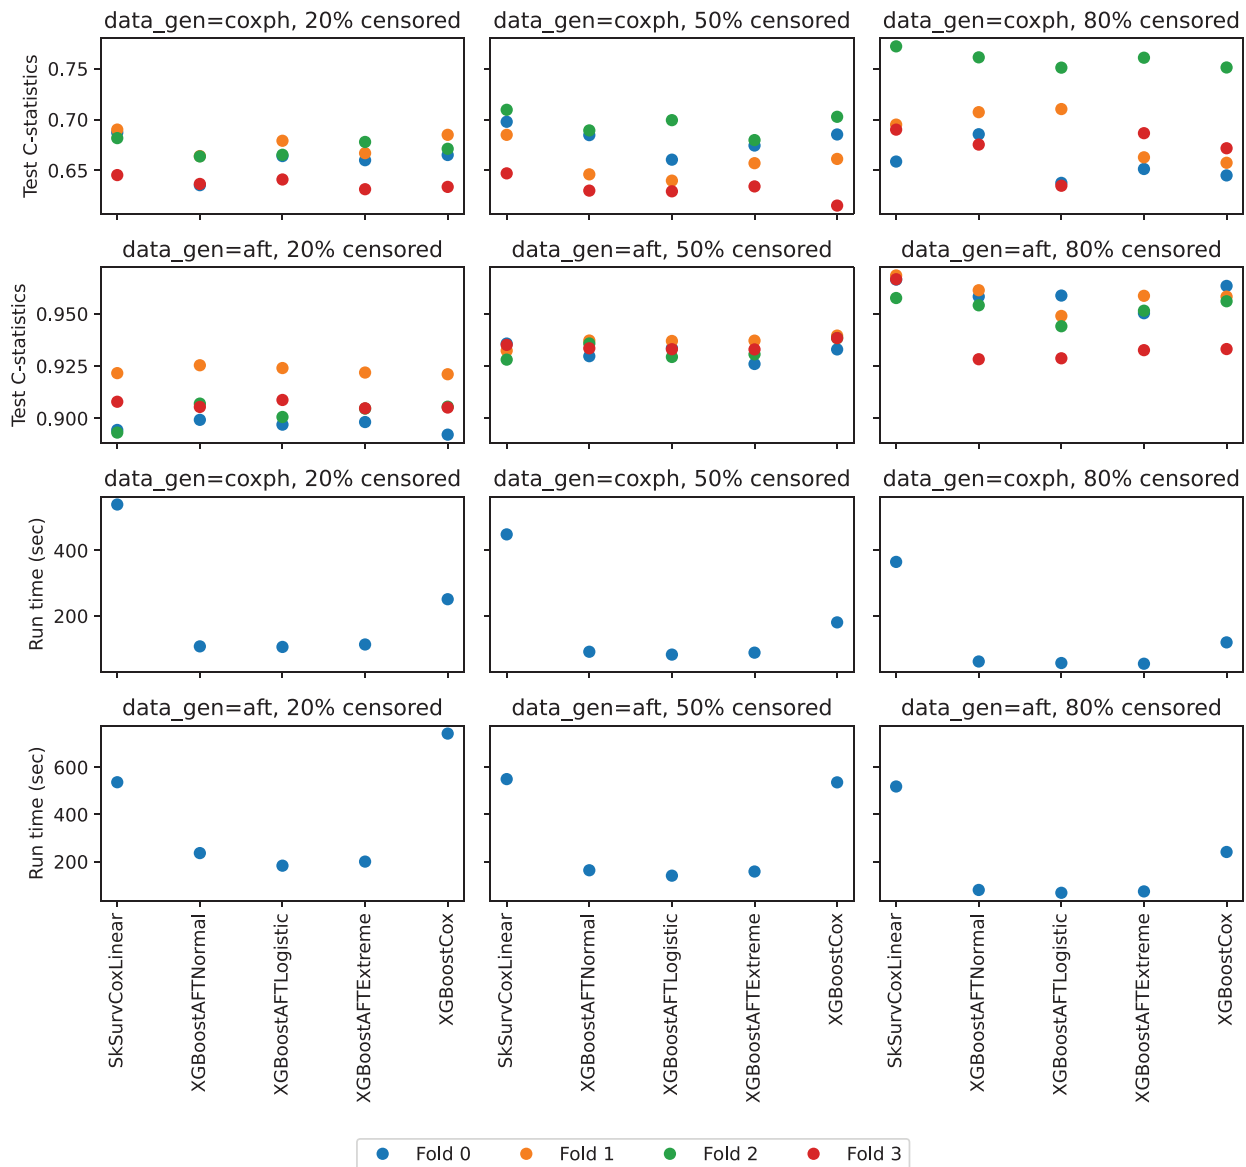 data_gen=coxph, 20% censored
data_gen=coxph, 50% censored
data_gen=coxph, 80% censored
Test C-statistics
0.75
0.70
0.65
data_gen=aft, 20% censored
data_gen=aft, 50% censored
data_gen=aft, 80% censored
Test C-statistics
0.950
0.925
0.900
data_gen=coxph, 20% censored
data_gen=coxph, 50% censored
data_gen=coxph, 80% censored
Run time (sec)
400
200
data_gen=aft, 20% censored
data_gen=aft, 50% censored
data_gen=aft, 80% censored
Run time (sec)
600
400
200
SkSurvCoxLinear
XGBoostAFTNormal
XGBoostAFTLogistic
XGBoostAFTExtreme
XGBoostCox
SkSurvCoxLinear
XGBoostAFTNormal
XGBoostAFTLogistic
XGBoostAFTExtreme
XGBoostCox
SkSurvCoxLinear
XGBoostAFTNormal
XGBoostAFTLogistic
XGBoostAFTExtreme
XGBoostCox
Fold 0
Fold 1
Fold 2
Fold 3